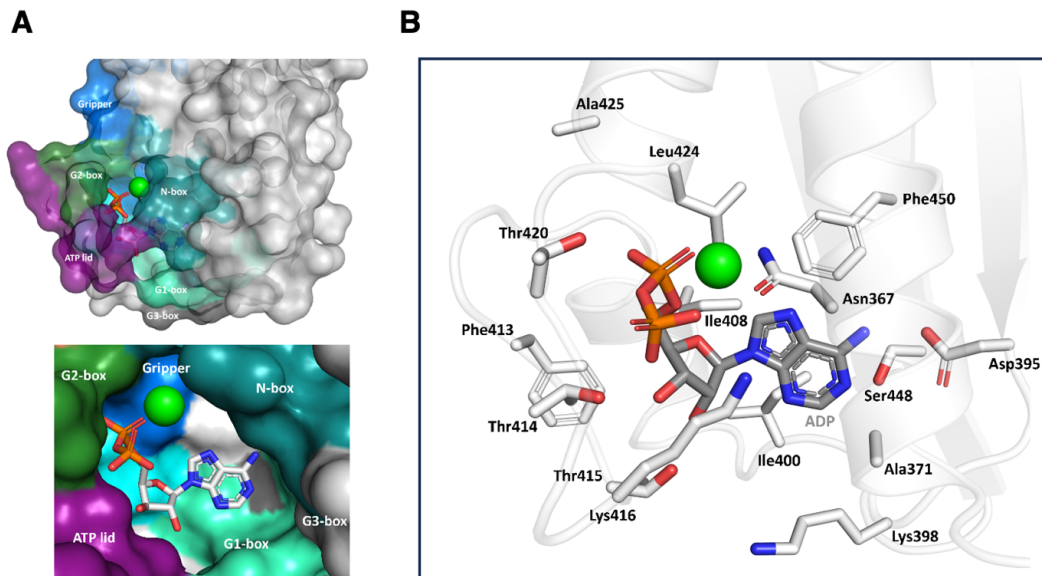 A
Gripper
G2-box
N-box
ATP lid
G1-box
G3-box
G2-box
Gripper
N-box
G3-box
ATP lid
G1-box
B
Ala425
Leu424
Phe450
Thr420
Asn367
Ile408
Phe413
Asp395
Ser448
Thr414
ADP
Ile400
Ala371
Thr415
Lys416
Lys398